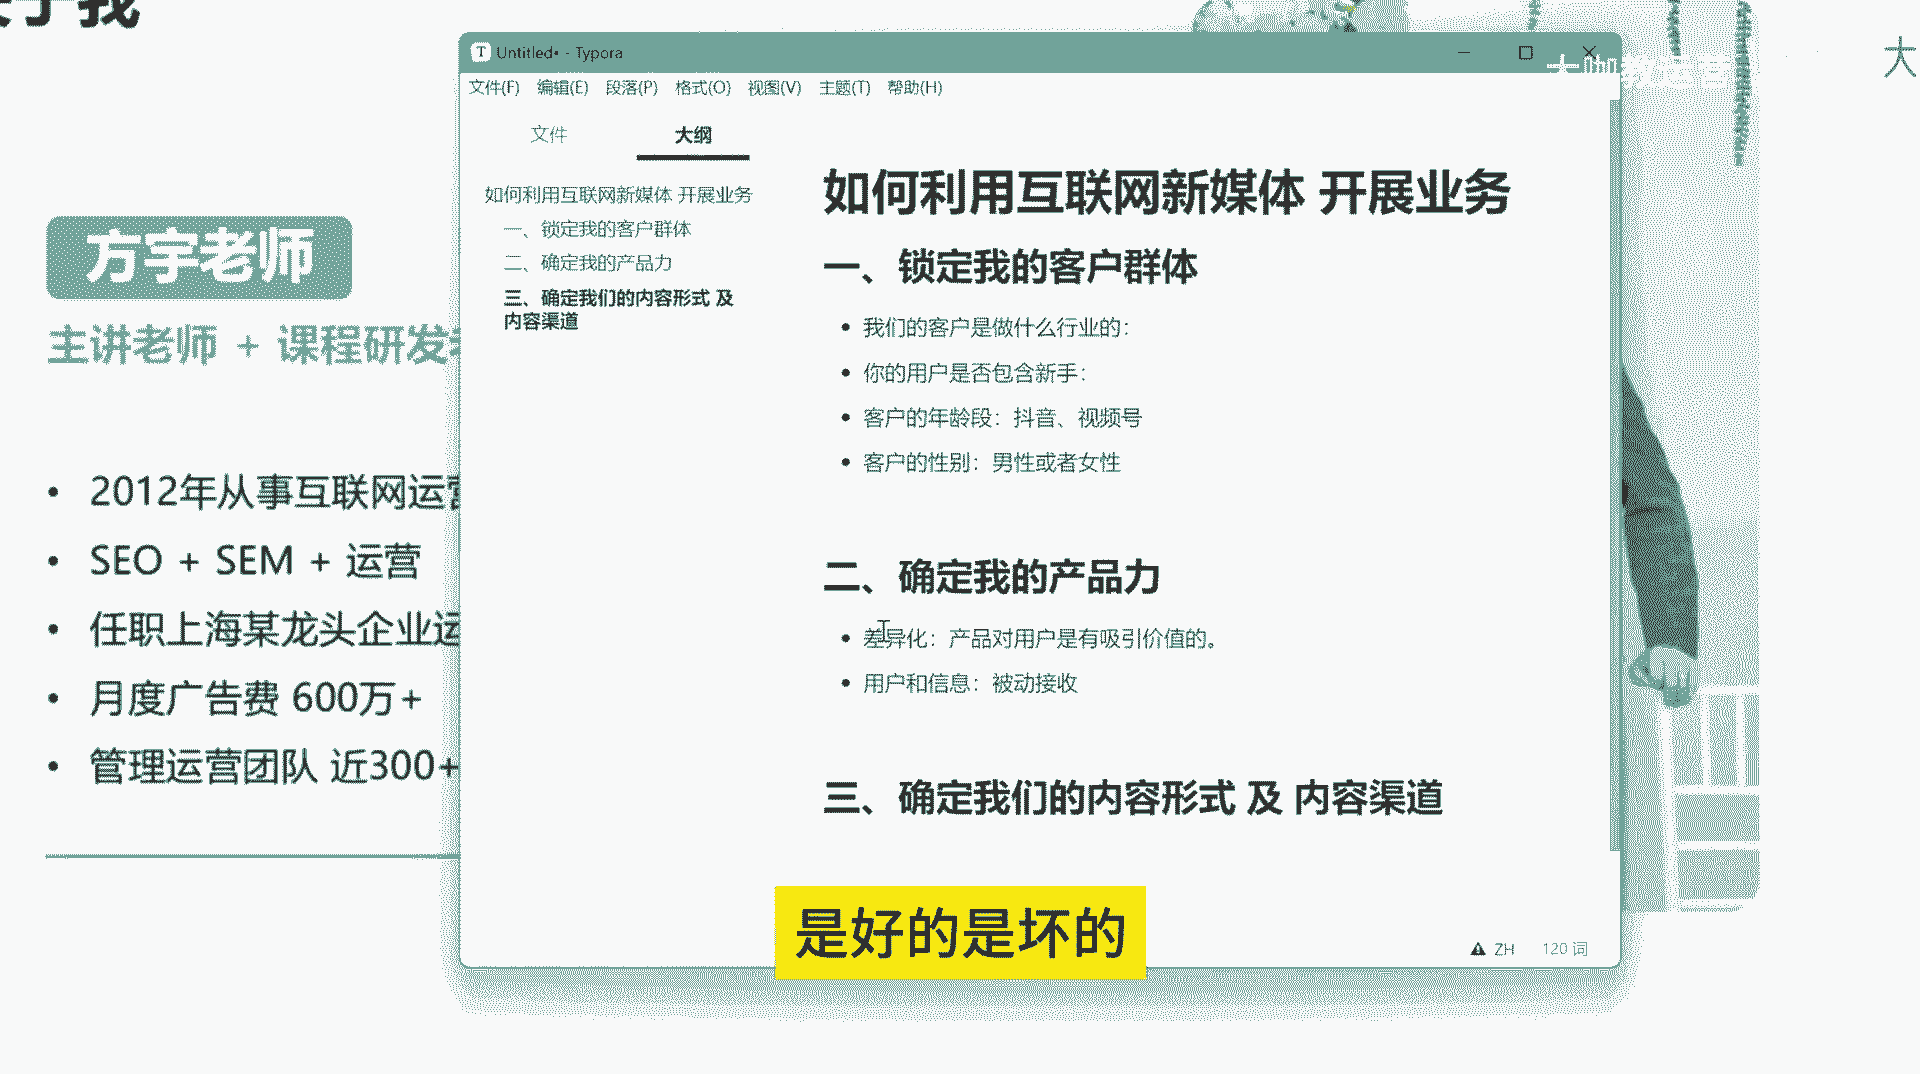 于我
大
方宇老师
主讲老师 + 课程研发
• 2012年从事互联网运营
• SEO + SEM + 运营
• 任职上海某龙头企业运
• 月度广告费 600万+
• 管理运营团队 近300+
Untitled• - Typora
文件(F) 编辑(E) 段落(P) 格式(O) 视图(V) 主题(T) 帮助(H)
文件 大纲
如何利用互联网新媒体 开展业务
一、锁定我的客户群体
二、确定我的产品力
三、确定我们的内容形式 及
内容渠道
如何利用互联网新媒体 开展业务
一、锁定我的客户群体
• 我们的客户是做什么行业的：
• 你的用户是否包含新手：
• 客户的年龄段：抖音、视频号
• 客户的性别：男性或者女性
二、确定我的产品力
• 差异化：产品对用户是有吸引价值的。
• 用户和信息：被动接收
三、确定我们的内容形式 及 内容渠道
ZH 120 词
是好的是坏的